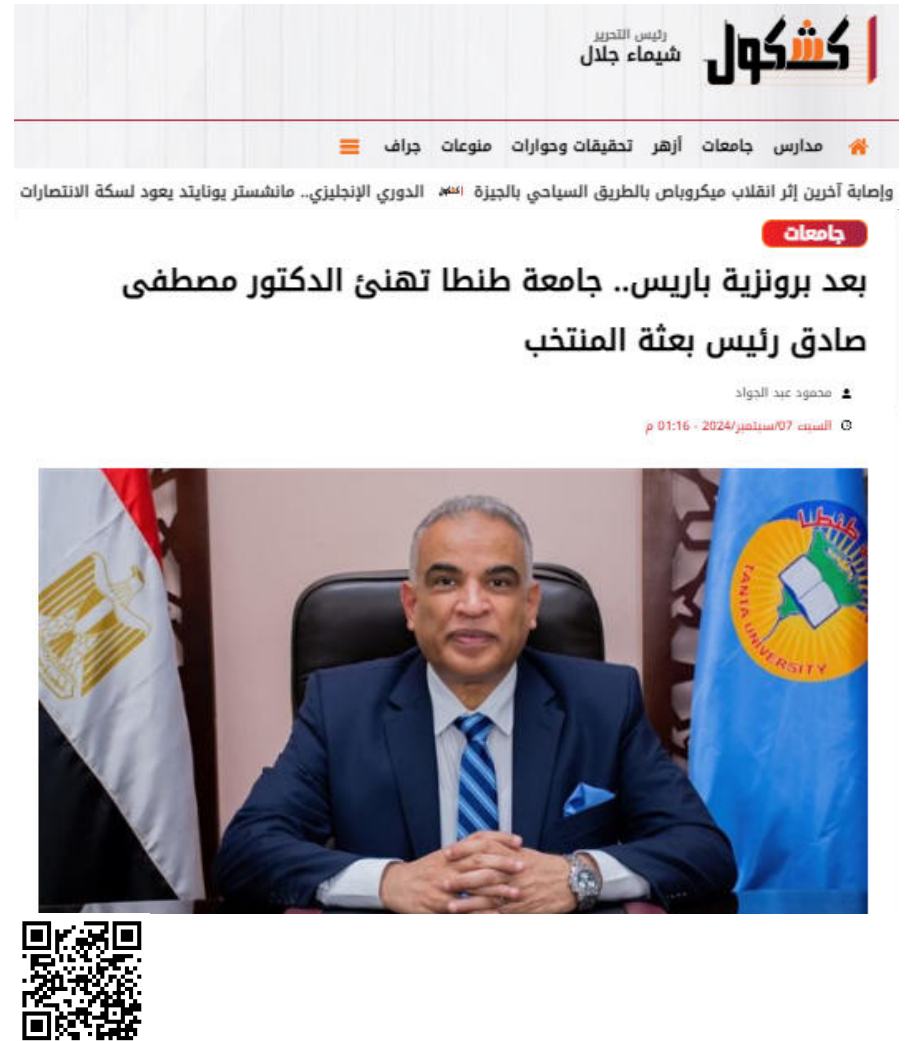 كشكول
رئيس التحرير
شيماء جلال
مدارس جامعات أزهر تحقيقات وحوارات منوعات جراف
وإصابة آخرين إثر انقلاب ميكروباص بالطريق السياحي بالجيزة كشكول الدوري الإنجليزي.. مانشستر يونايتد يعود لسكة الانتصارات
جامعات
بعد برونزية باريس.. جامعة طنطا تهنئ الدكتور مصطفى
صادق رئيس بعثة المنتخب
محمود عبد الجواد
السبت 07/سبتمبر/2024 - 01:16 م
طنطا
TANTA UNIVERSITY